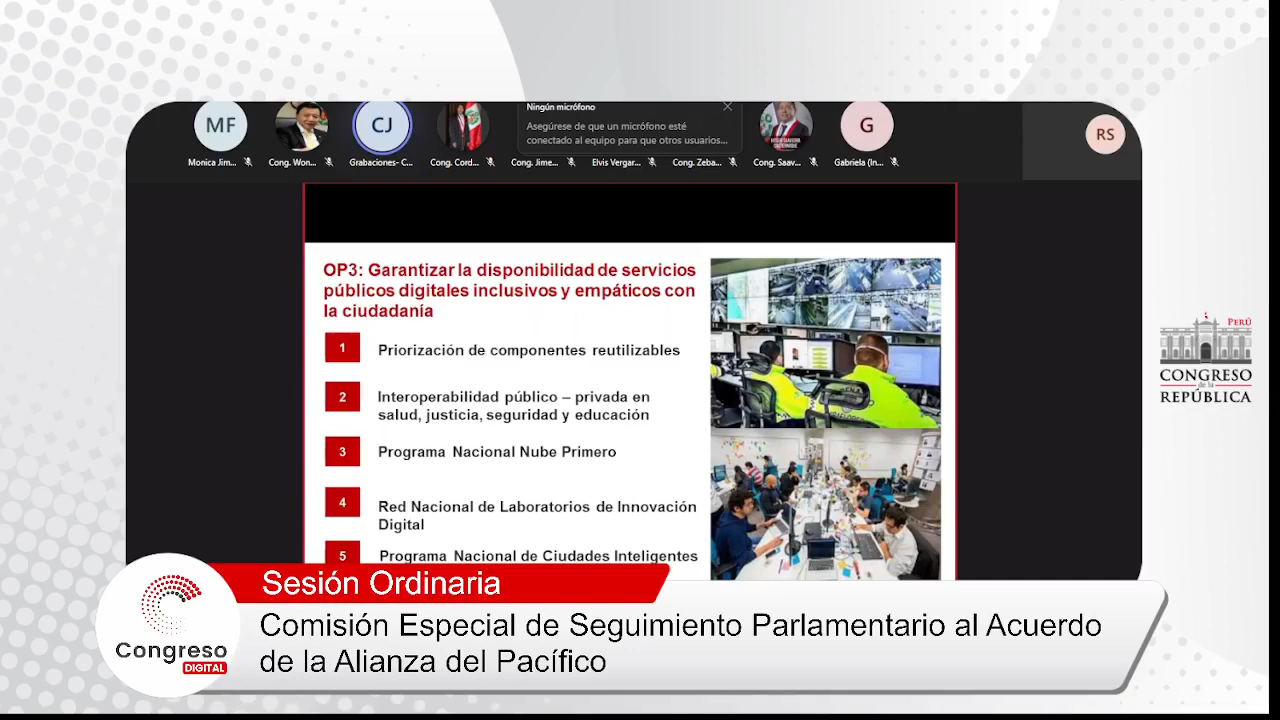 MF
CJ
Ningún micrófono
Asegúrese de que un micrófono esté
conectado al equipo para que otros usuarios...
G
RS
Monica Jim...
Cong. Won...
Grabaciones- C...
Cong. Cord...
Cong. Jime...
Elvis Vergar...
Cong. Zeba...
Cong. Saav...
Gabriela (In...
OP3: Garantizar la disponibilidad de servicios
públicos digitales inclusivos y empáticos con
la ciudadanía
1
Priorización de componentes reutilizables
2
Interoperabilidad público – privada en
salud, justicia, seguridad y educación
3
Programa Nacional Nube Primero
4
Red Nacional de Laboratorios de Innovación
Digital
5
Programa Nacional de Ciudades Inteligentes
PERÚ
CONGRESO
de la
REPÚBLICA
Sesión Ordinaria
Comisión Especial de Seguimiento Parlamentario al Acuerdo
de la Alianza del Pacífico
Congreso
DIGITAL